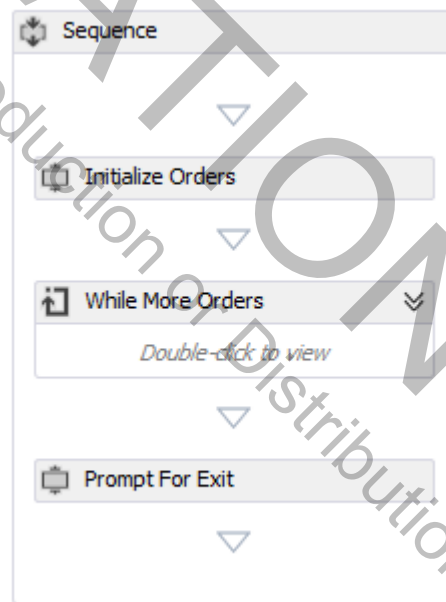 Sequence
Initialize Orders
While More Orders
Double-click to view
Prompt For Exit